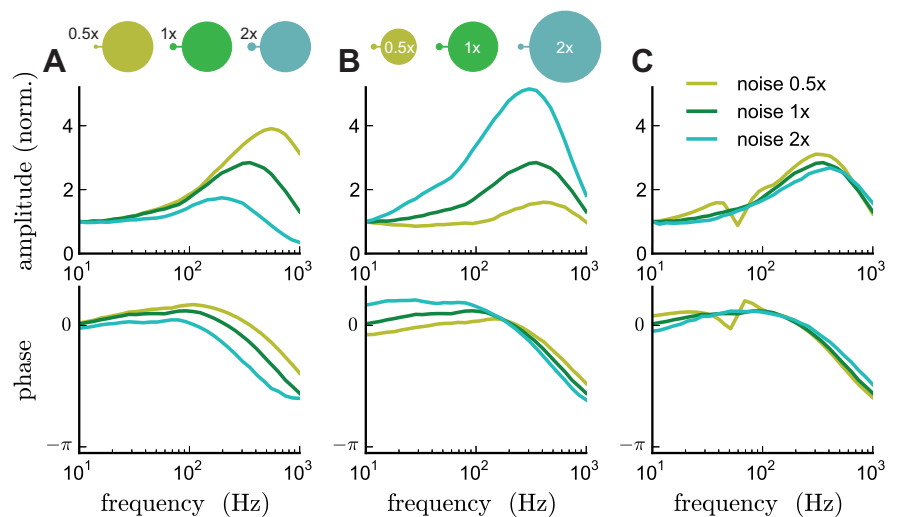 0.5x 1x 2x
A
0.5x 1x 2x
B
C
noise 0.5x
noise 1x
noise 2x
amplitude (norm.)
4
2
0
10^1 10^2 10^3
4
2
0
10^1 10^2 10^3
4
2
0
10^1 10^2 10^3
phase
0
−π
10^1 10^2 10^3
0
−π
10^1 10^2 10^3
0
−π
10^1 10^2 10^3
frequency (Hz)
frequency (Hz)
frequency (Hz)